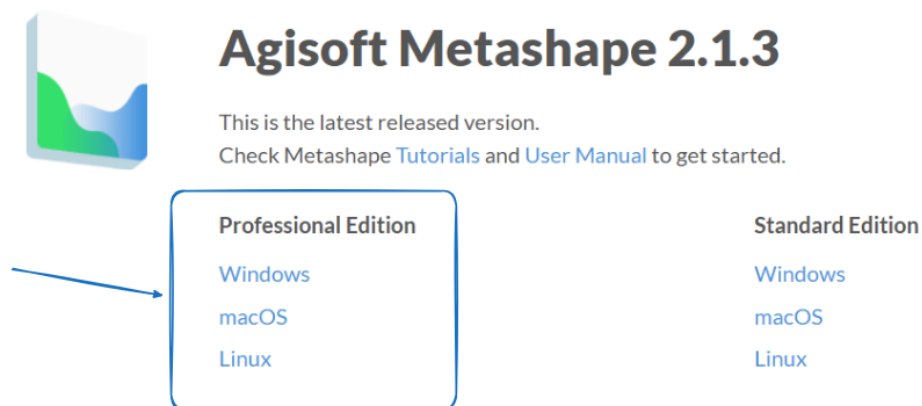 Agisoft Metashape 2.1.3
This is the latest released version.
Check Metashape Tutorials and User Manual to get started.
Professional Edition
Windows
macOS
Linux
Standard Edition
Windows
macOS
Linux